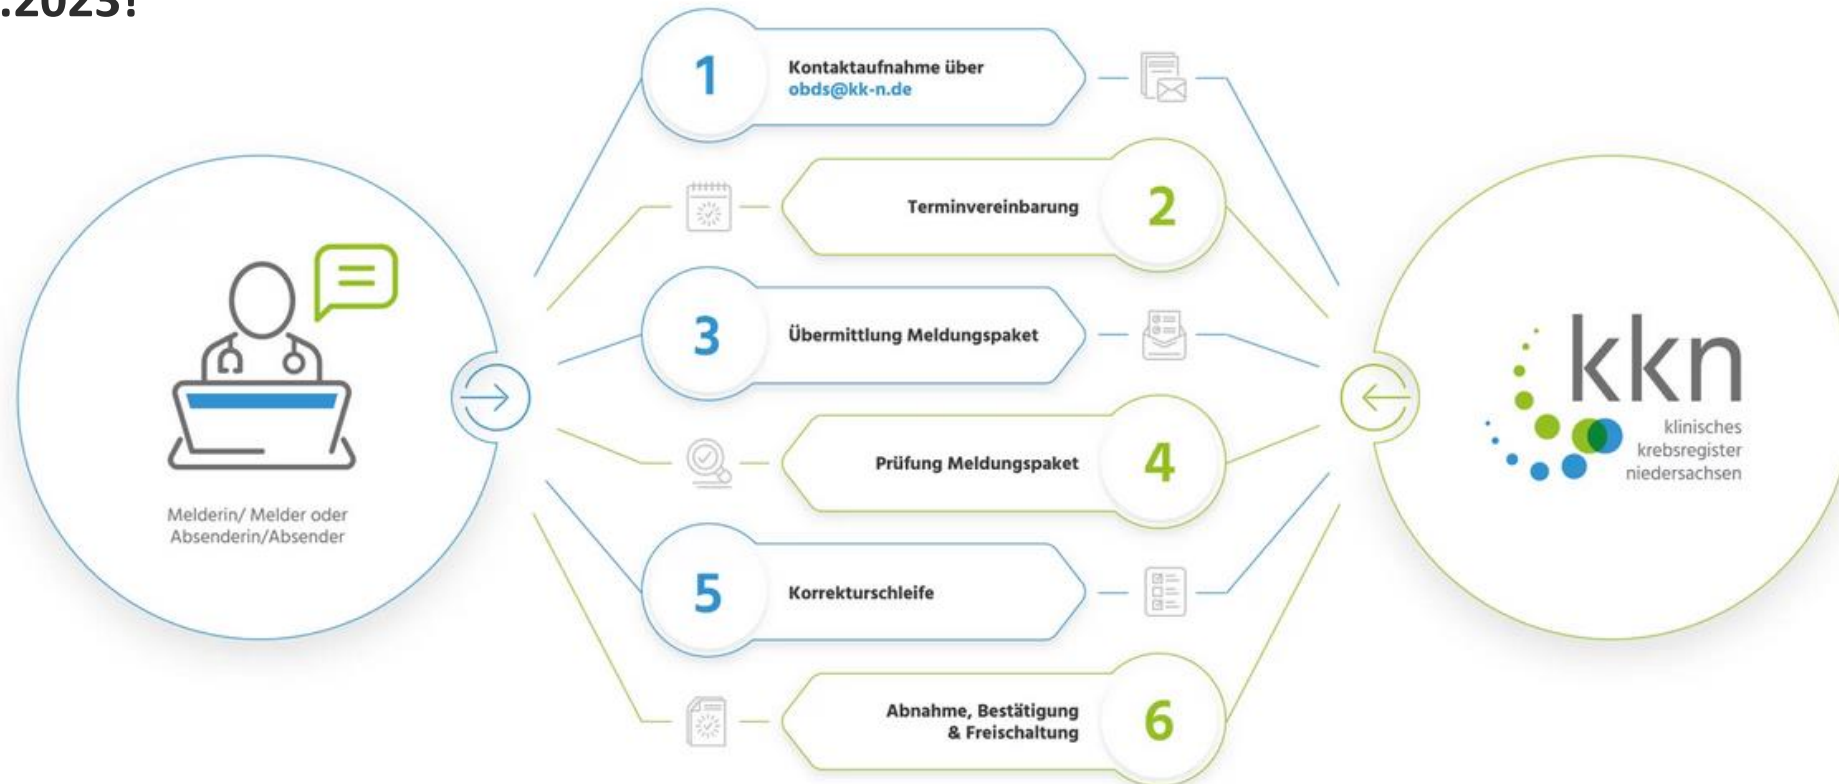 .2023!
1
Kontaktaufnahme über
obds@kk-n.de
Terminvereinbarung
2
3
Übermittlung Meldungspaket
Prüfung Meldungspaket
4
5
Korrekturschleife
Abnahme, Bestätigung
& Freischaltung
6
Melderin/ Melder oder
Absenderin/Absender
kkn
klinisches
krebsregister
niedersachsen